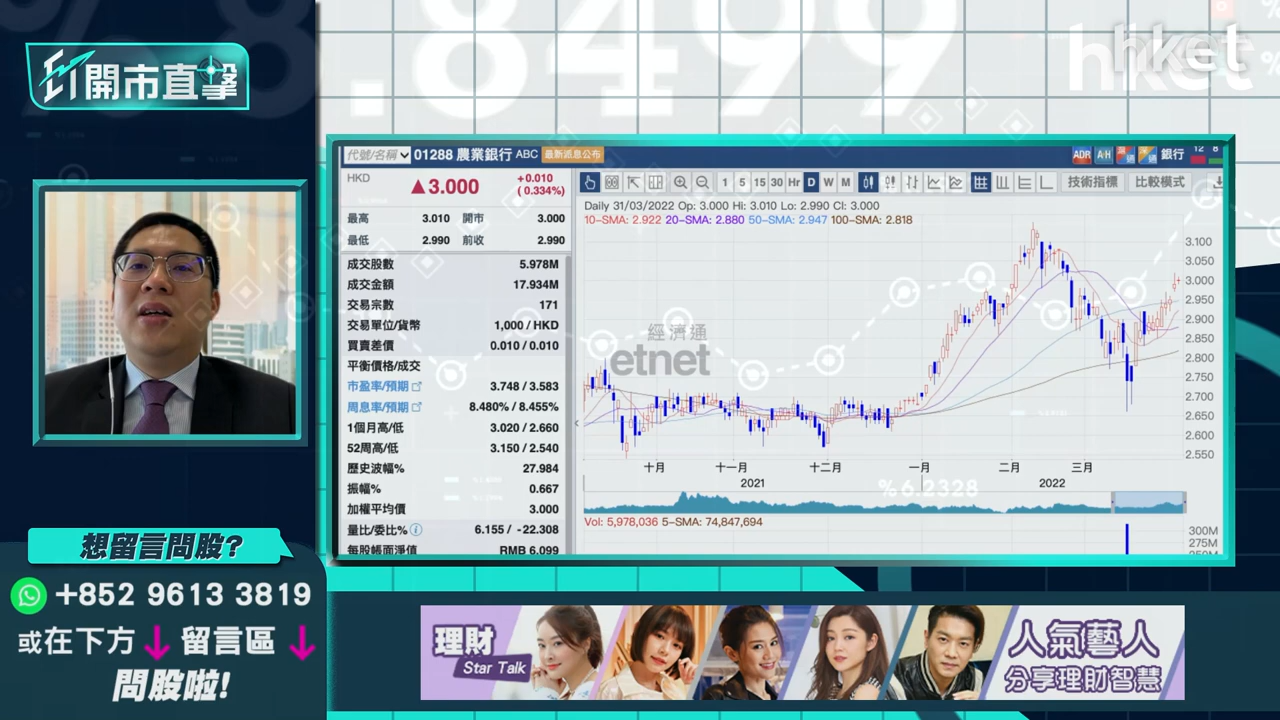 8.8499
hket
開市直擊
代號/名稱 01288 農業銀行 ABC 最新派息公布 ADR A·H 銀行 12 8
HKD
▲3.000
+0.010
( 0.334%)
最高 3.010 開市 3.000
最低 2.990 前收 2.990
成交股數 5.978M
成交金額 17.934M
交易宗數 171
交易單位/貨幣 1,000 / HKD
買賣差價 0.010 / 0.010
平衡價格/成交
市盈率/預期 3.748 / 3.583
周息率/預期 8.480% / 8.455%
1個月高/低 3.020 / 2.660
52周高/低 3.150 / 2.540
歷史波幅% 27.984
振幅% 0.667
加權平均價 3.000
量比/委比% 6.155 / -22.308
每股帳面淨值 RMB 6.099
1 5 15 30 Hr D W M 技術指標 比較模式
Daily 31/03/2022 Op: 3.000 Hi: 3.010 Lo: 2.990 Cl: 3.000
10-SMA: 2.922 20-SMA: 2.880 50-SMA: 2.947 100-SMA: 2.818
3.100
3.050
3.000
2.950
2.900
2.850
2.800
2.750
2.700
2.650
2.600
2.550
經濟通
etnet
十月 十一月 十二月 一月 二月 三月
2021 2022
%6.2328
Vol: 5,978,036 5-SMA: 74,847,694
300M
275M
250M
想留言問股?
+852 9613 3819
或在下方↓留言區↓
問股啦!
理財
Star Talk
人氣藝人
分享理財智慧